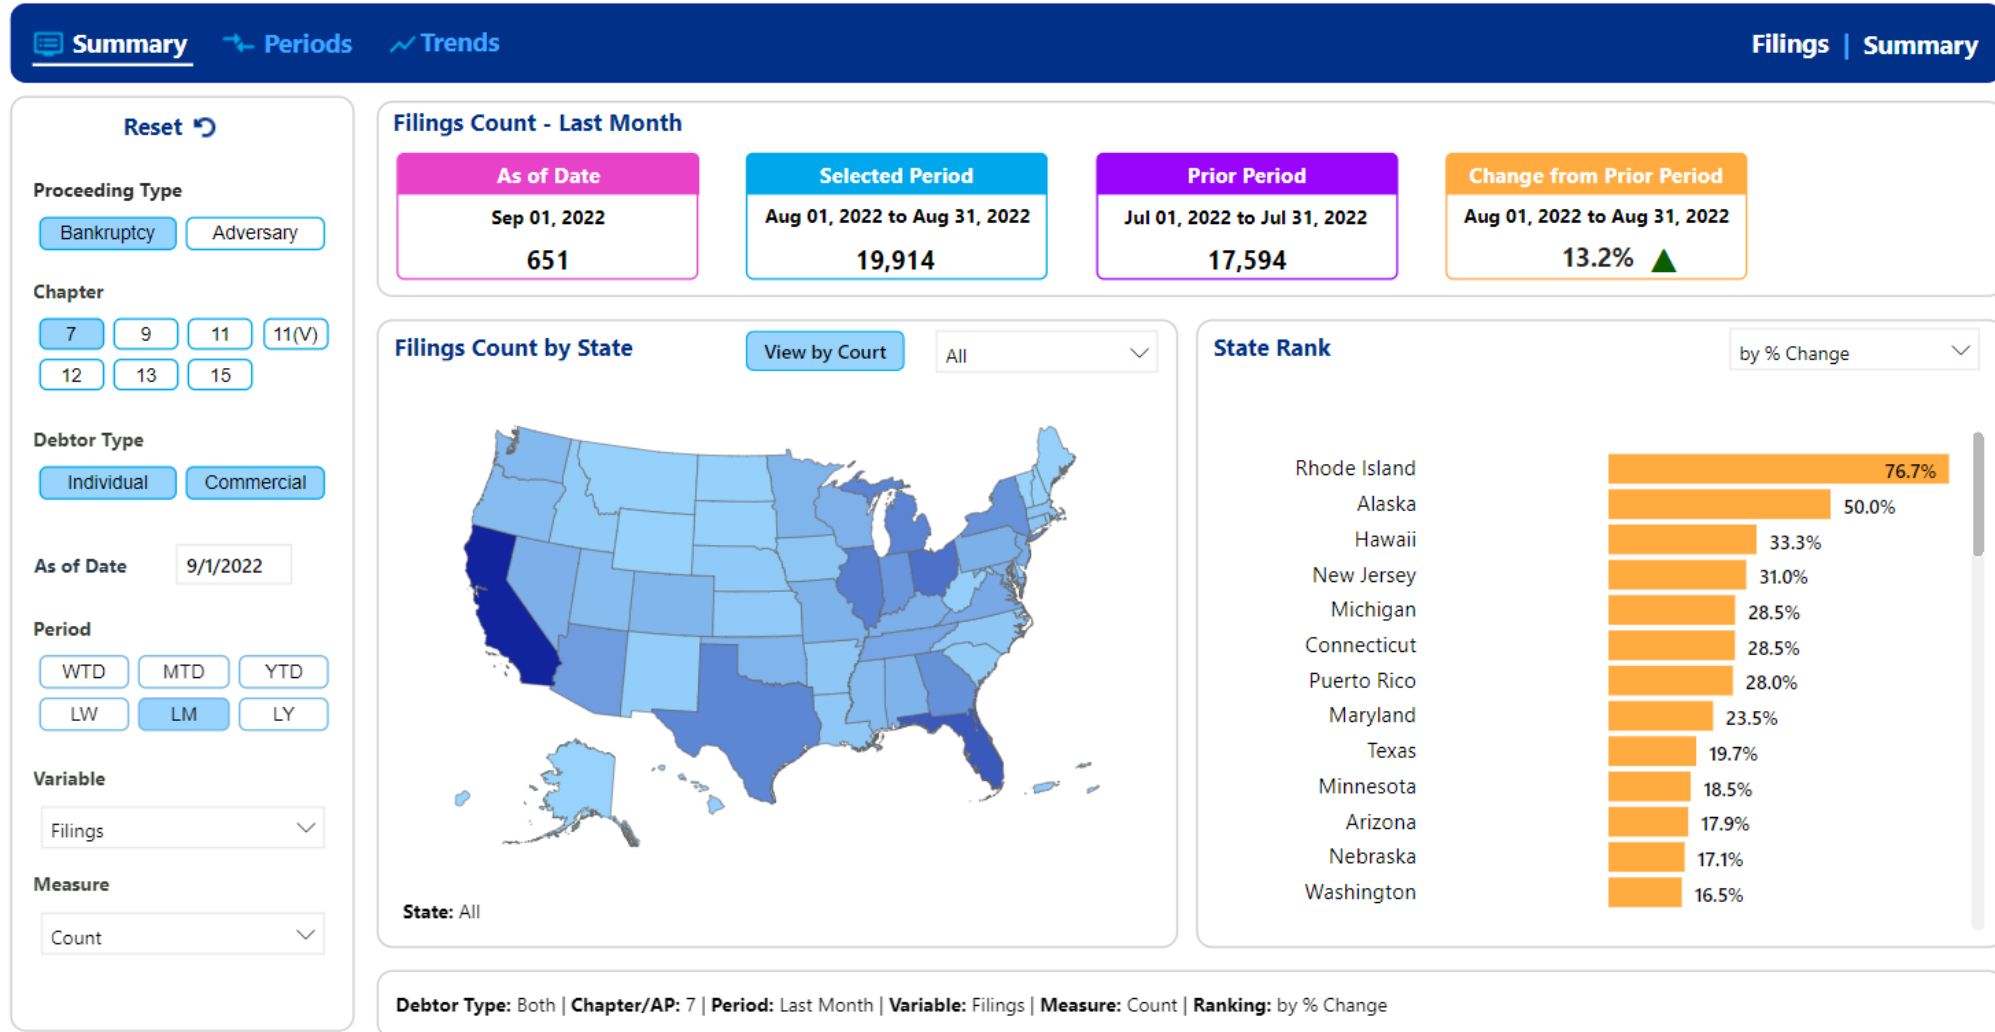 Summary Periods Trends Filings | Summary
Reset
Proceeding Type
Bankruptcy Adversary
Chapter
7 9 11 11(V)
12 13 15
Debtor Type
Individual Commercial
As of Date 9/1/2022
Period
WTD MTD YTD
LW LM LY
Variable
Filings
Measure
Count
Filings Count - Last Month
As of Date
Sep 01, 2022
651
Selected Period
Aug 01, 2022 to Aug 31, 2022
19,914
Prior Period
Jul 01, 2022 to Jul 31, 2022
17,594
Change from Prior Period
Aug 01, 2022 to Aug 31, 2022
13.2%
Filings Count by State View by Court All
State: All
State Rank by % Change
Rhode Island 76.7%
Alaska 50.0%
Hawaii 33.3%
New Jersey 31.0%
Michigan 28.5%
Connecticut 28.5%
Puerto Rico 28.0%
Maryland 23.5%
Texas 19.7%
Minnesota 18.5%
Arizona 17.9%
Nebraska 17.1%
Washington 16.5%
Debtor Type: Both | Chapter/AP: 7 | Period: Last Month | Variable: Filings | Measure: Count | Ranking: by % Change